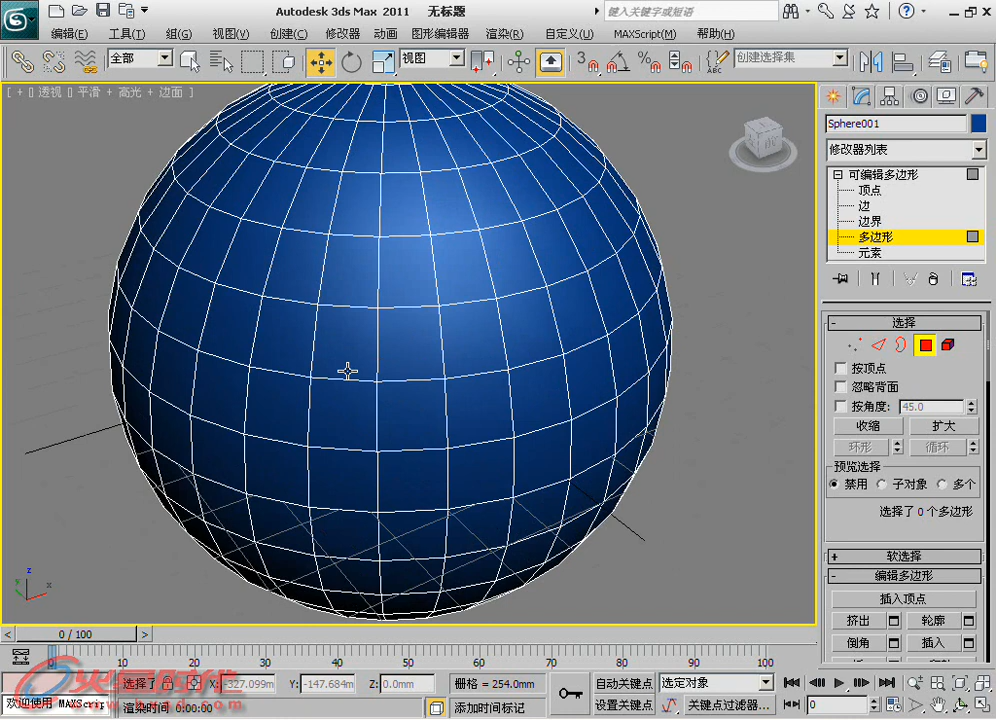 Autodesk 3ds Max 2011 无标题
键入关键字或短语
编辑(E) 工具(T) 组(G) 视图(V) 创建(C) 修改器 动画 图形编辑器 渲染(R) 自定义(U) MAXScript(M) 帮助(H)
全部 视图 3 ABC 创建选择集
[ + [] 透视 ] 平滑 + 高光 + 边面 ]
Sphere001
修改器列表
可编辑多边形
顶点
边
边界
多边形
元素
选择
按顶点
忽略背面
按角度: 45.0
收缩 扩大
环形 循环
预览选择
禁用 子对象 多个
选择了 0 个多边形
软选择
编辑多边形
插入顶点
挤出 轮廓
倒角 插入
z
x
0 / 100
0 10 20 30 40 50 60 70 80 90 100
选择了 X: -327.099m Y: -147.684m Z: 0.0mm 栅格 = 254.0mm 自动关键点 选定对象
欢迎使用 MAXScrip 渲染时间 0:00:00 添加时间标记 设置关键点 关键点过滤器... 0